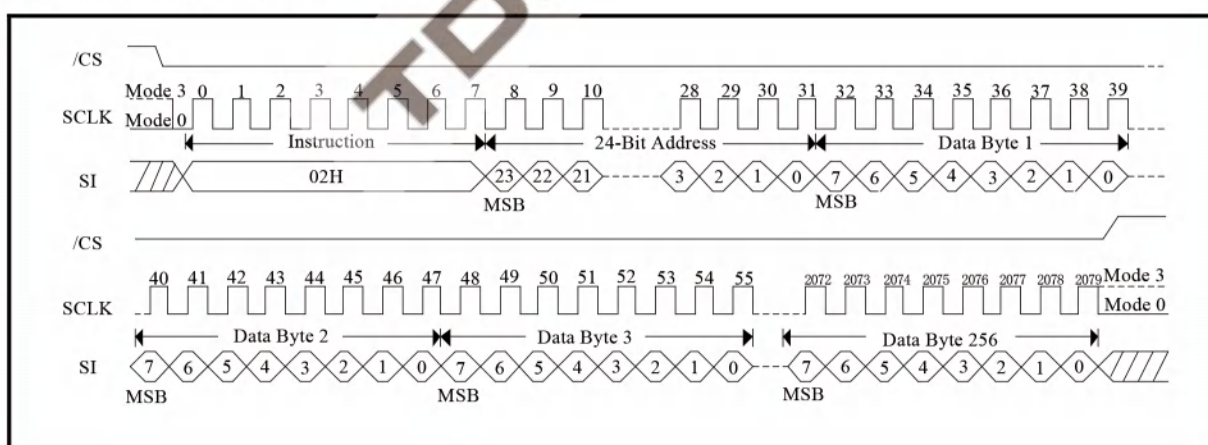 TD
/CS
Mode 3 0 1 2 3 4 5 6 7 8 9 10 28 29 30 31 32 33 34 35 36 37 38 39
SCLK Mode 0
Instruction 24-Bit Address Data Byte 1
SI 02H 23 22 21 3 2 1 0 7 6 5 4 3 2 1 0
MSB MSB
/CS
40 41 42 43 44 45 46 47 48 49 50 51 52 53 54 55 2072 2073 2074 2075 2076 2077 2078 2079 Mode 3
SCLK Mode 0
Data Byte 2 Data Byte 3 Data Byte 256
SI 7 6 5 4 3 2 1 0 7 6 5 4 3 2 1 0 7 6 5 4 3 2 1 0
MSB MSB MSB